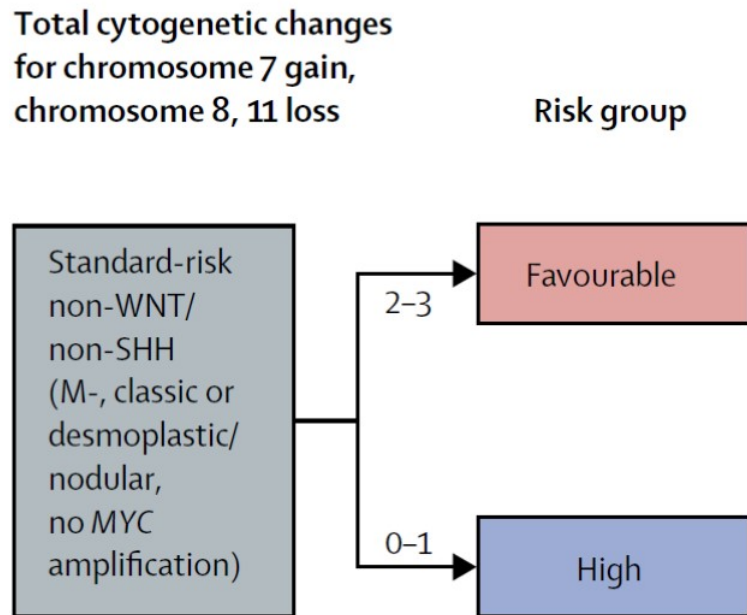 Total cytogenetic changes
for chromosome 7 gain,
chromosome 8, 11 loss
Risk group
Standard-risk
non-WNT/
non-SHH
(M-, classic or
desmoplastic/
nodular,
no MYC
amplification)
2–3
Favourable
0–1
High